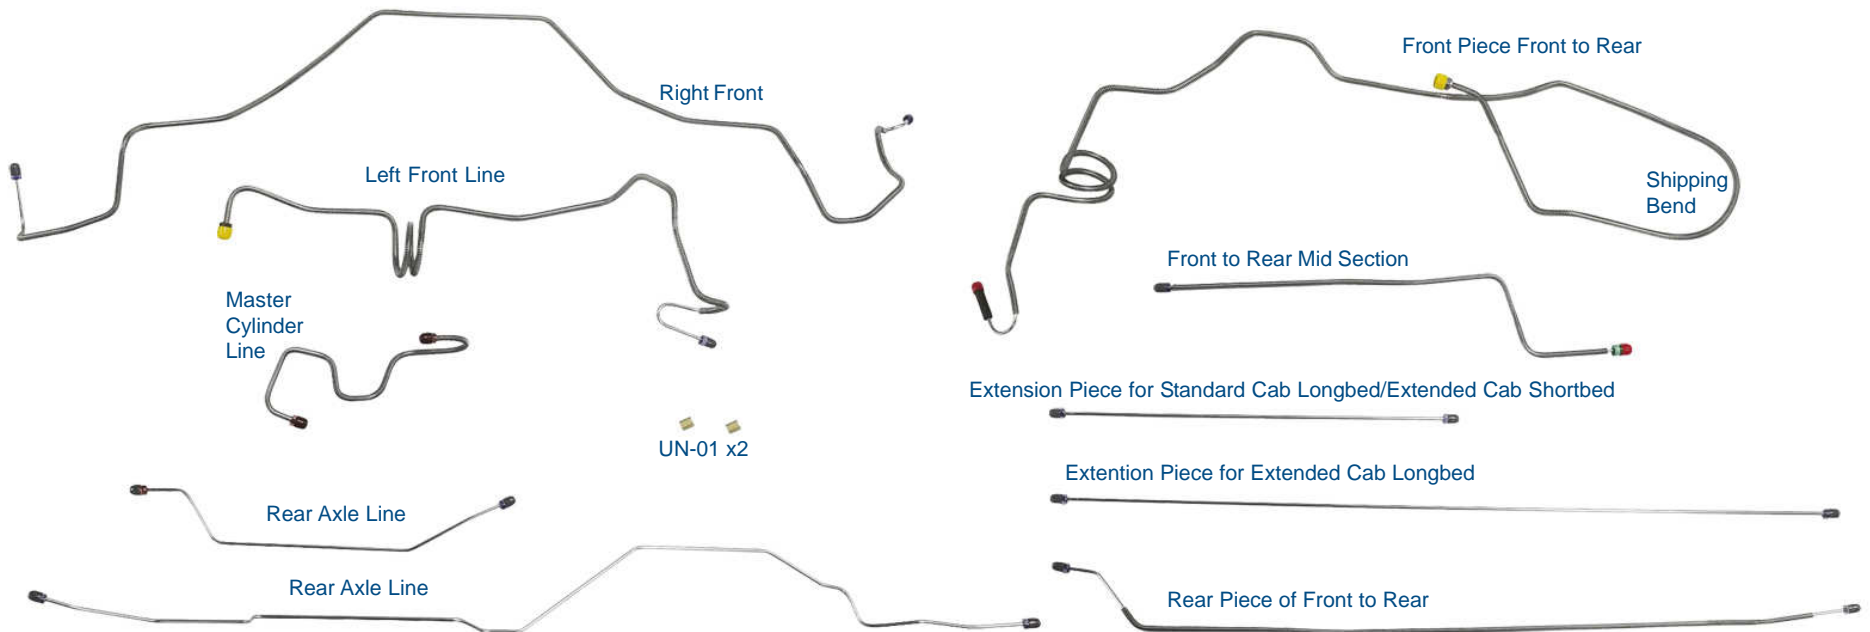 Front Piece Front to Rear
Right Front
Left Front Line
Shipping
Bend
Front to Rear Mid Section
Master
Cylinder
Line
Extension Piece for Standard Cab Longbed/Extended Cab Shortbed
UN-01 x2
Extention Piece for Extended Cab Longbed
Rear Axle Line
Rear Axle Line
Rear Piece of Front to Rear